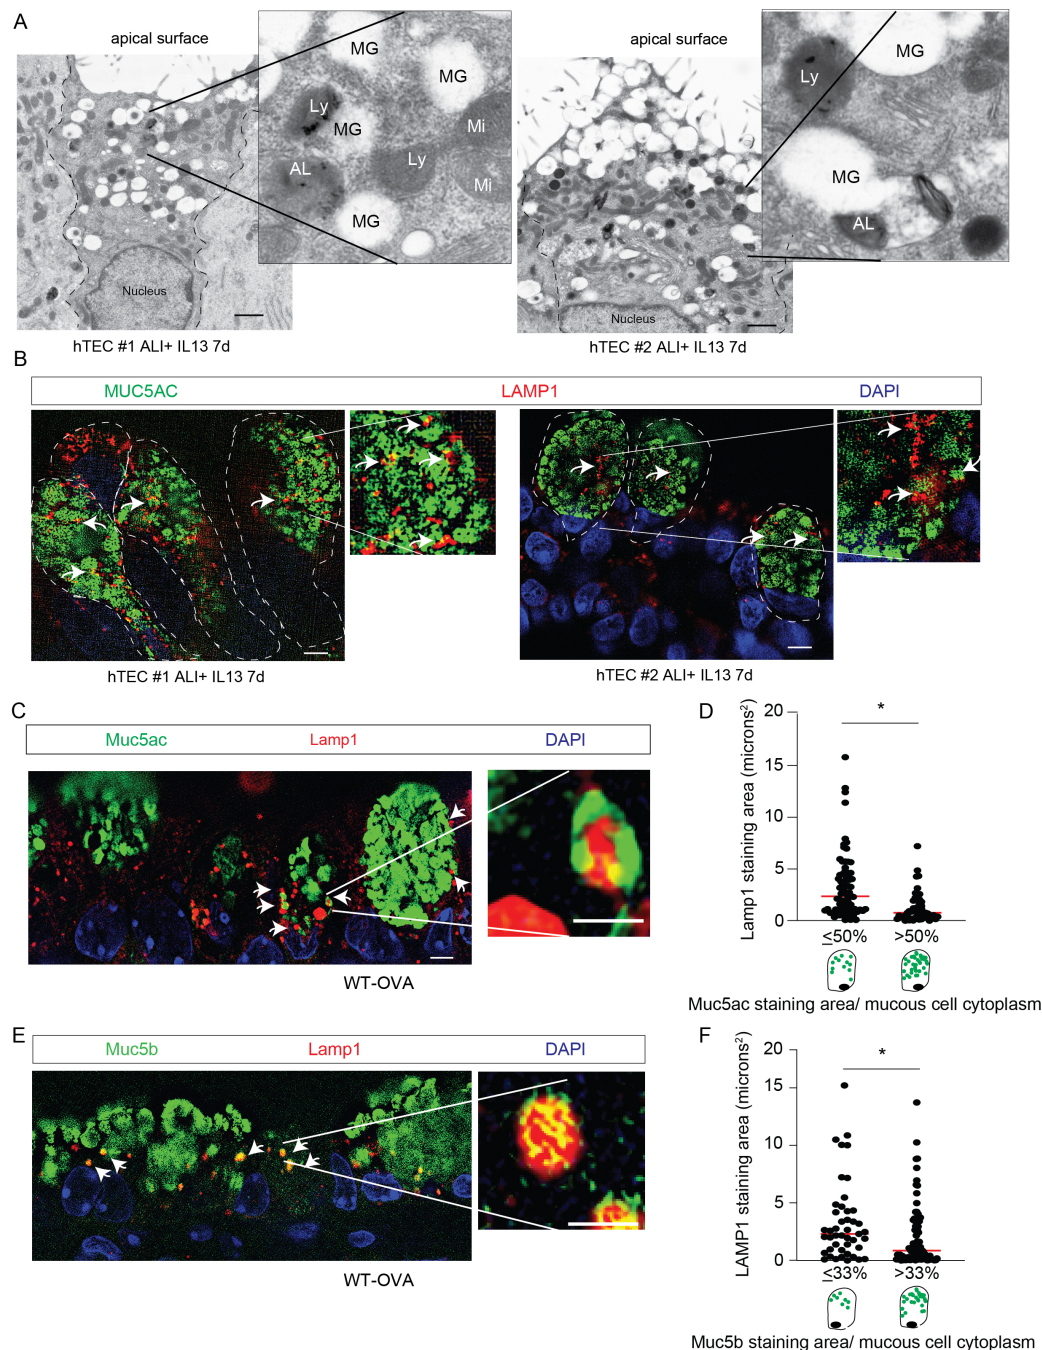 A
apical surface
MG
MG
Ly
MG
Mi
AL
Ly
Mi
MG
Nucleus
hTEC #1 ALI+ IL13 7d
apical surface
MG
Ly
MG
AL
Nucleus
hTEC #2 ALI+ IL13 7d
B
MUC5AC LAMP1 DAPI
hTEC #1 ALI+ IL13 7d
hTEC #2 ALI+ IL13 7d
C
Muc5ac Lamp1 DAPI
WT-OVA
D
Lamp1 staining area (microns²)
20
15
10
5
0
*
≤50% >50%
Muc5ac staining area/ mucous cell cytoplasm
E
Muc5b Lamp1 DAPI
WT-OVA
F
LAMP1 staining area (microns²)
20
15
10
5
0
*
≤33% >33%
Muc5b staining area/ mucous cell cytoplasm